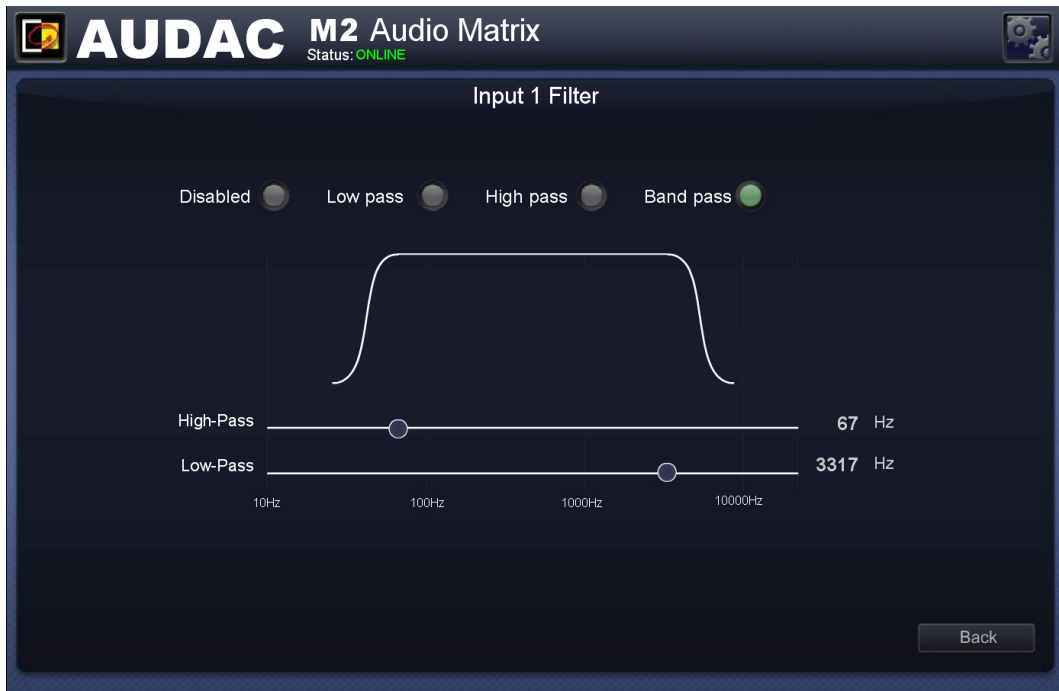 AUDAC M2 Audio Matrix
Status: ONLINE
Input 1 Filter
Disabled Low pass High pass Band pass
High-Pass 67 Hz
Low-Pass 3317 Hz
10Hz 100Hz 1000Hz 10000Hz
Back